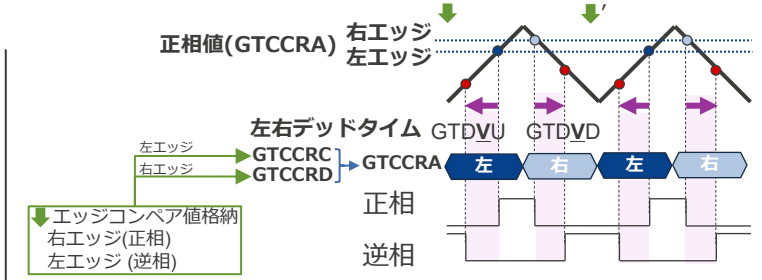 正相値(GTCCRA)
右エッジ
左エッジ
左右デッドタイム GTDVU GTDVD
左エッジ
右エッジ
GTCCRC
GTCCRD
GTCCRA
左 右 左 右
正相
逆相
エッジコンペア値格納
右エッジ(正相)
左エッジ (逆相)